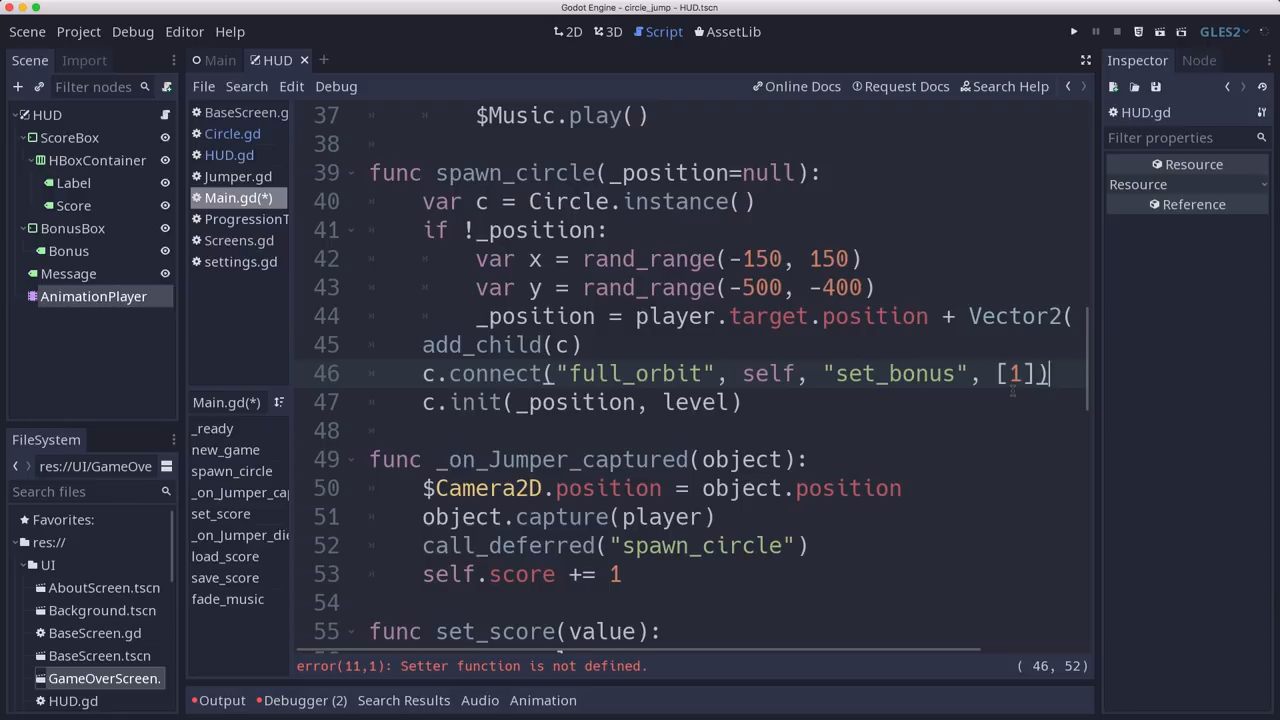 Godot Engine - circle_jump - HUD.tscn
Scene Project Debug Editor Help
2D 3D Script AssetLib
GLES2
Scene Import
Main HUD
Inspector Node
Filter nodes
File Search Edit Debug
Online Docs Request Docs Search Help
HUD
ScoreBox
HBoxContainer
Label
Score
BonusBox
Bonus
Message
AnimationPlayer
BaseScreen.g
Circle.gd
HUD.gd
Jumper.gd
Main.gd(*)
ProgressionT
Screens.gd
settings.gd
Main.gd(*)
_ready
new_game
spawn_circle
_on_Jumper_cap
set_score
_on_Jumper_die
load_score
save_score
fade_music
37 $Music.play()
38
39 func spawn_circle(_position=null):
40 var c = Circle.instance()
41 if !_position:
42 var x = rand_range(-150, 150)
43 var y = rand_range(-500, -400)
44 _position = player.target.position + Vector2(
45 add_child(c)
46 c.connect("full_orbit", self, "set_bonus", [1])
47 c.init(_position, level)
48
49 func _on_Jumper_captured(object):
50 $Camera2D.position = object.position
51 object.capture(player)
52 call_deferred("spawn_circle")
53 self.score += 1
54
55 func set_score(value):
error(11,1): Setter function is not defined.
( 46, 52)
Output Debugger (2) Search Results Audio Animation
HUD.gd
Filter properties
Resource
Resource
Reference
FileSystem
res://UI/GameOve
Search files
Favorites:
res://
UI
AboutScreen.tscn
Background.tscn
BaseScreen.gd
BaseScreen.tscn
GameOverScreen.
HUD.gd